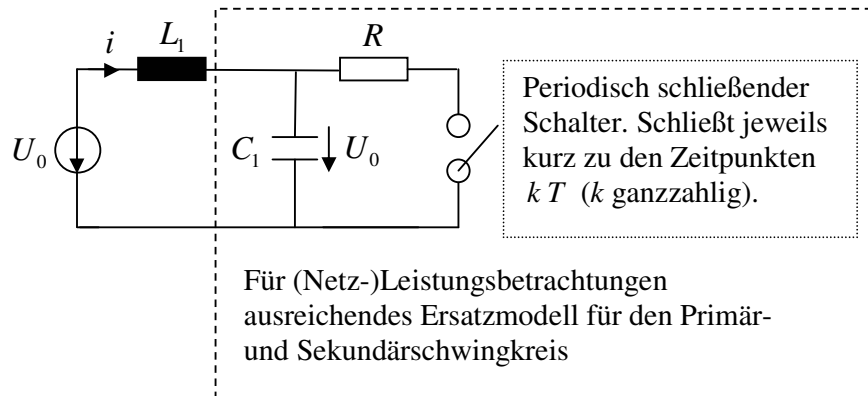 i
L₁
R
U₀
C₁
U₀
Periodisch schließender
Schalter. Schließt jeweils
kurz zu den Zeitpunkten
k T (k ganzzahlig).
Für (Netz-)Leistungsbetrachtungen
ausreichendes Ersatzmodell für den Primär-
und Sekundärschwingkreis